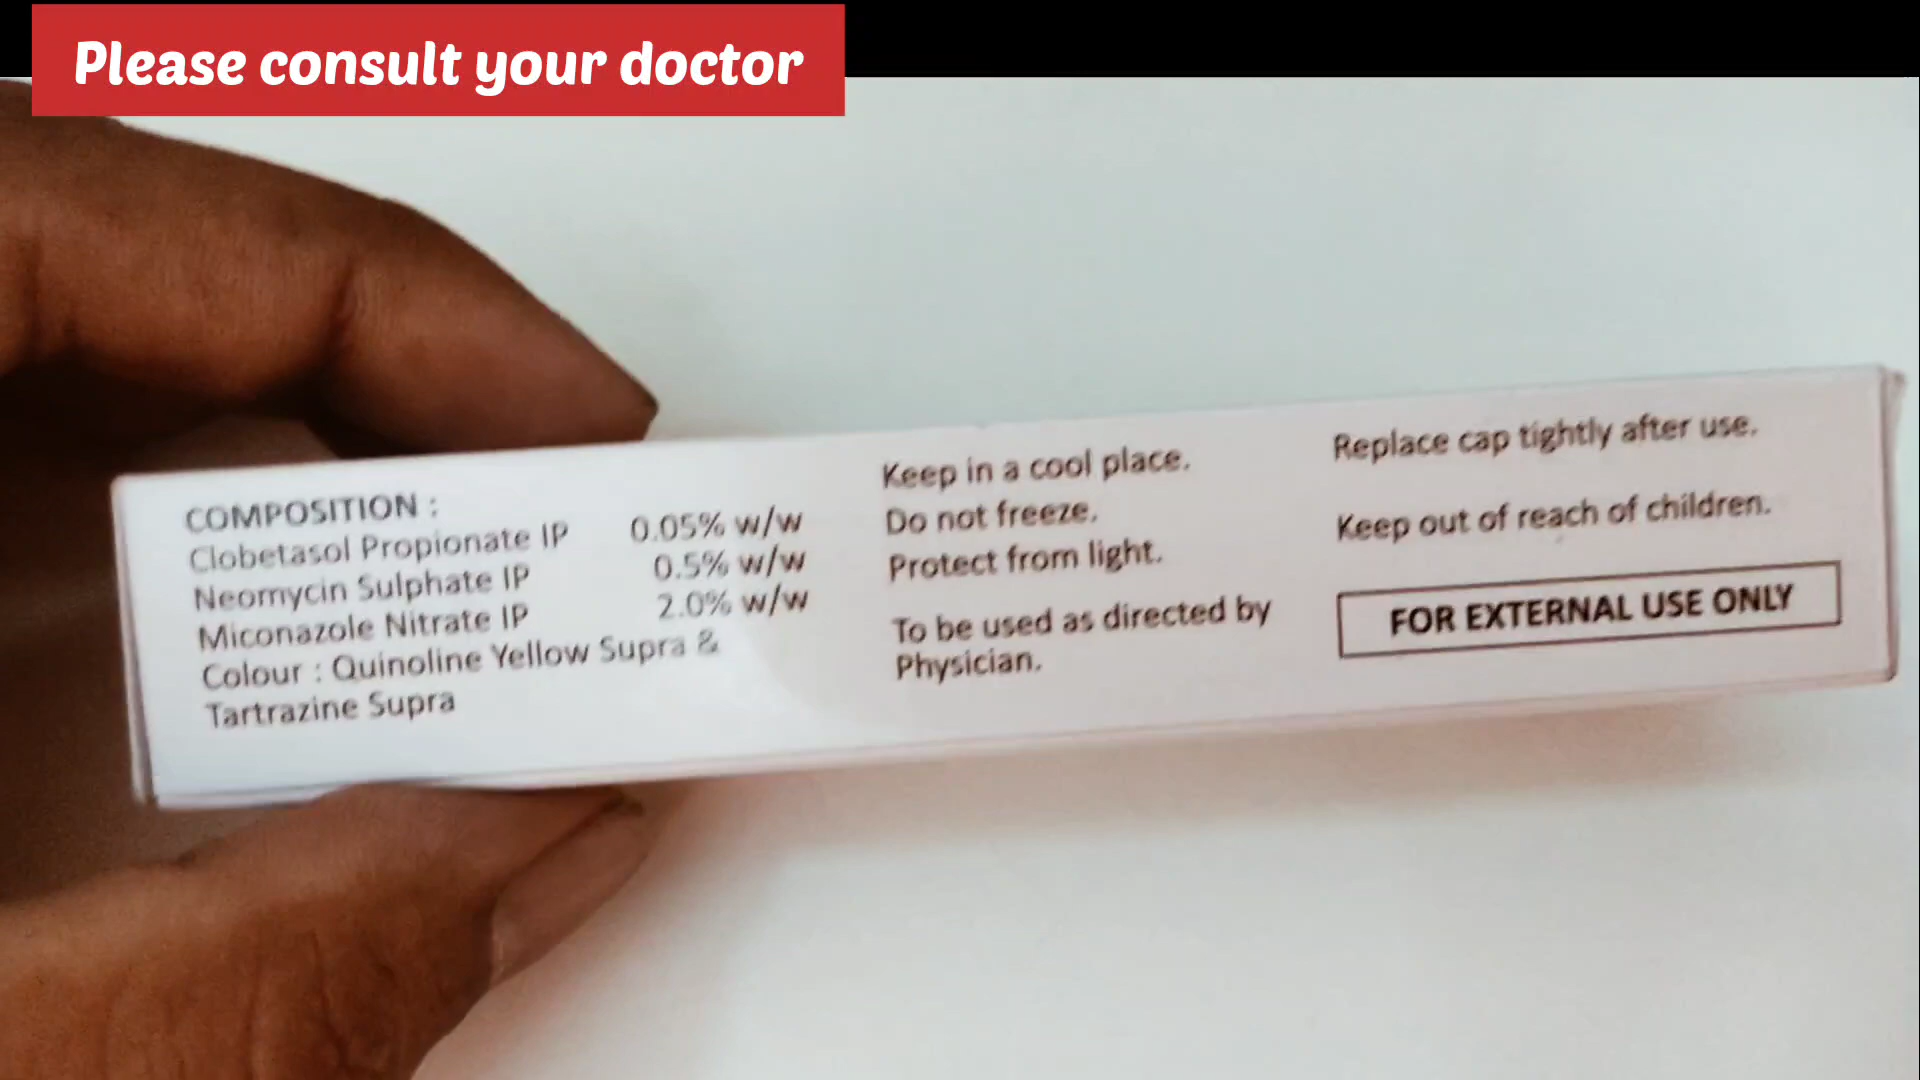 Please consult your doctor
COMPOSITION :
Clobetasol Propionate IP 0.05% w/w
Neomycin Sulphate IP 0.5% w/w
Miconazole Nitrate IP 2.0% w/w
Colour : Quinoline Yellow Supra &
Tartrazine Supra
Keep in a cool place.
Do not freeze.
Protect from light.
To be used as directed by
Physician.
Replace cap tightly after use.
Keep out of reach of children.
FOR EXTERNAL USE ONLY